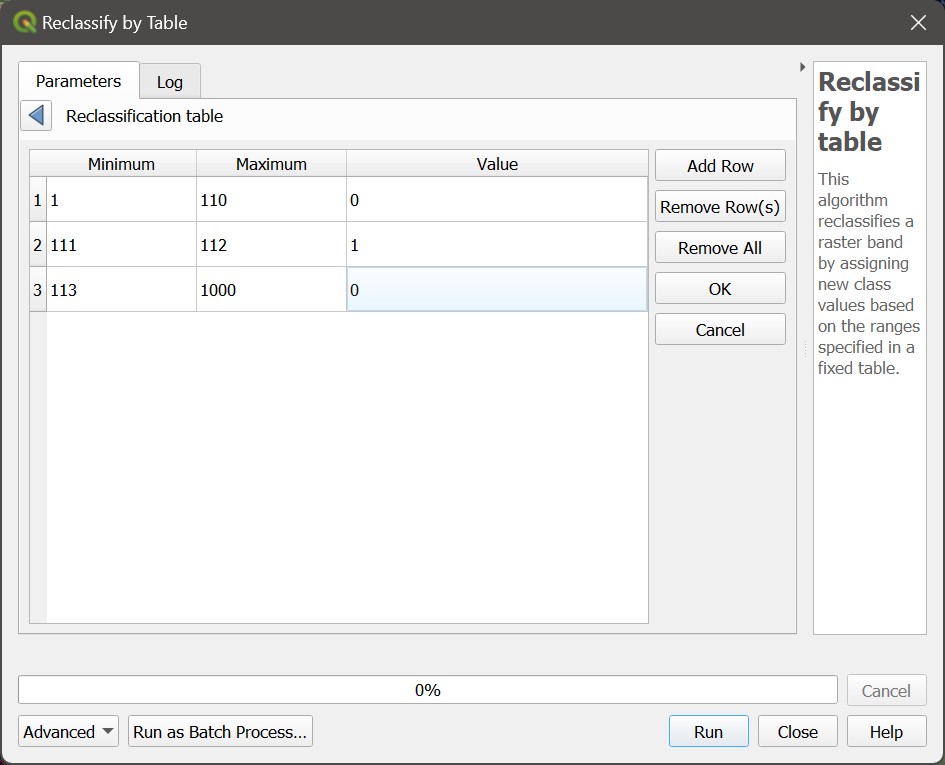 Reclassify by Table
Parameters
Log
Reclassification table
Minimum Maximum Value
1 1 110 0
2 111 112 1
3 113 1000 0
Add Row
Remove Row(s)
Remove All
OK
Cancel
Reclassi
fy by
table
This
algorithm
reclassifies a
raster band
by assigning
new class
values based
on the ranges
specified in a
fixed table.
0%
Cancel
Advanced
Run as Batch Process...
Run
Close
Help